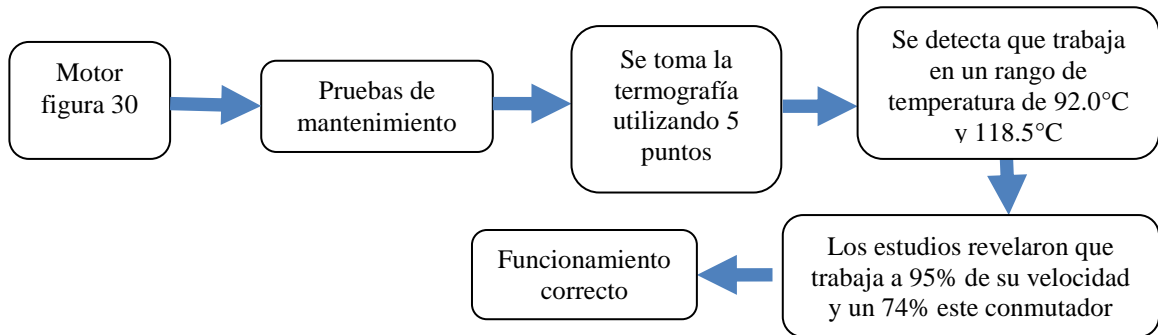 Motor
figura 30
Pruebas de
mantenimiento
Se toma la
termografía
utilizando 5
puntos
Se detecta que trabaja
en un rango de
temperatura de 92.0°C
y 118.5°C
Los estudios revelaron que
trabaja a 95% de su velocidad
y un 74% este conmutador
Funcionamiento
correcto